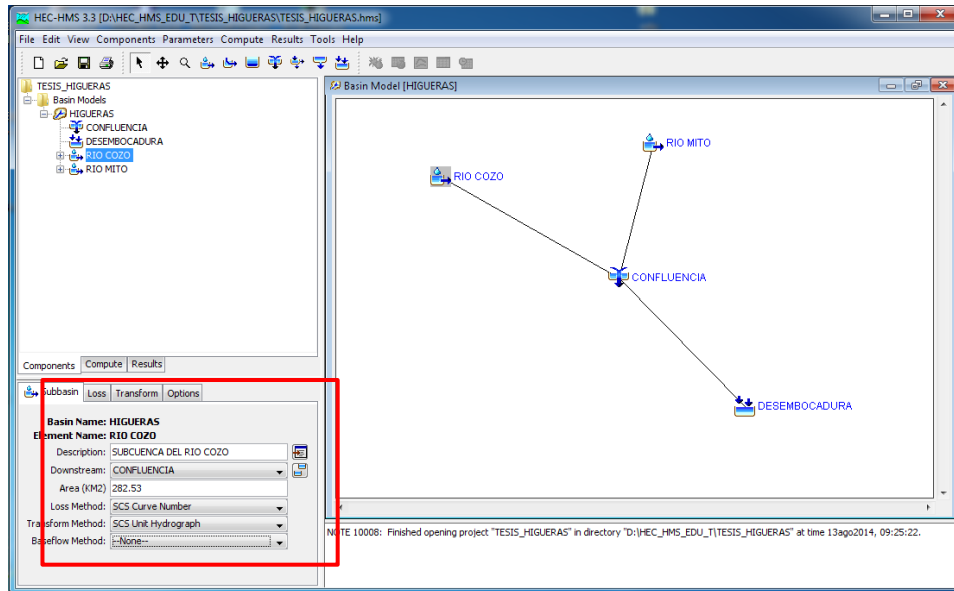 HEC-HMS 3.3 [D:\HEC_HMS_EDU_T\TESIS_HIGUERAS\TESIS_HIGUERAS.hms]
File Edit View Components Parameters Compute Results Tools Help
TESIS_HIGUERAS
Basin Models
HIGUERAS
CONFLUENCIA
DESEMBOCADURA
RIO COZO
RIO MITO
Components Compute Results
Subbasin Loss Transform Options
Basin Name: HIGUERAS
Element Name: RIO COZO
Description: SUBCUENCA DEL RIO COZO
Downstream: CONFLUENCIA
Area (KM2) 282.53
Loss Method: SCS Curve Number
Transform Method: SCS Unit Hydrograph
Baseflow Method: --None--
Basin Model [HIGUERAS]
RIO MITO
RIO COZO
CONFLUENCIA
DESEMBOCADURA
NOTE 10008: Finished opening project "TESIS_HIGUERAS" in directory "D:\HEC_HMS_EDU_T\TESIS_HIGUERAS" at time 13ago2014, 09:25:22.